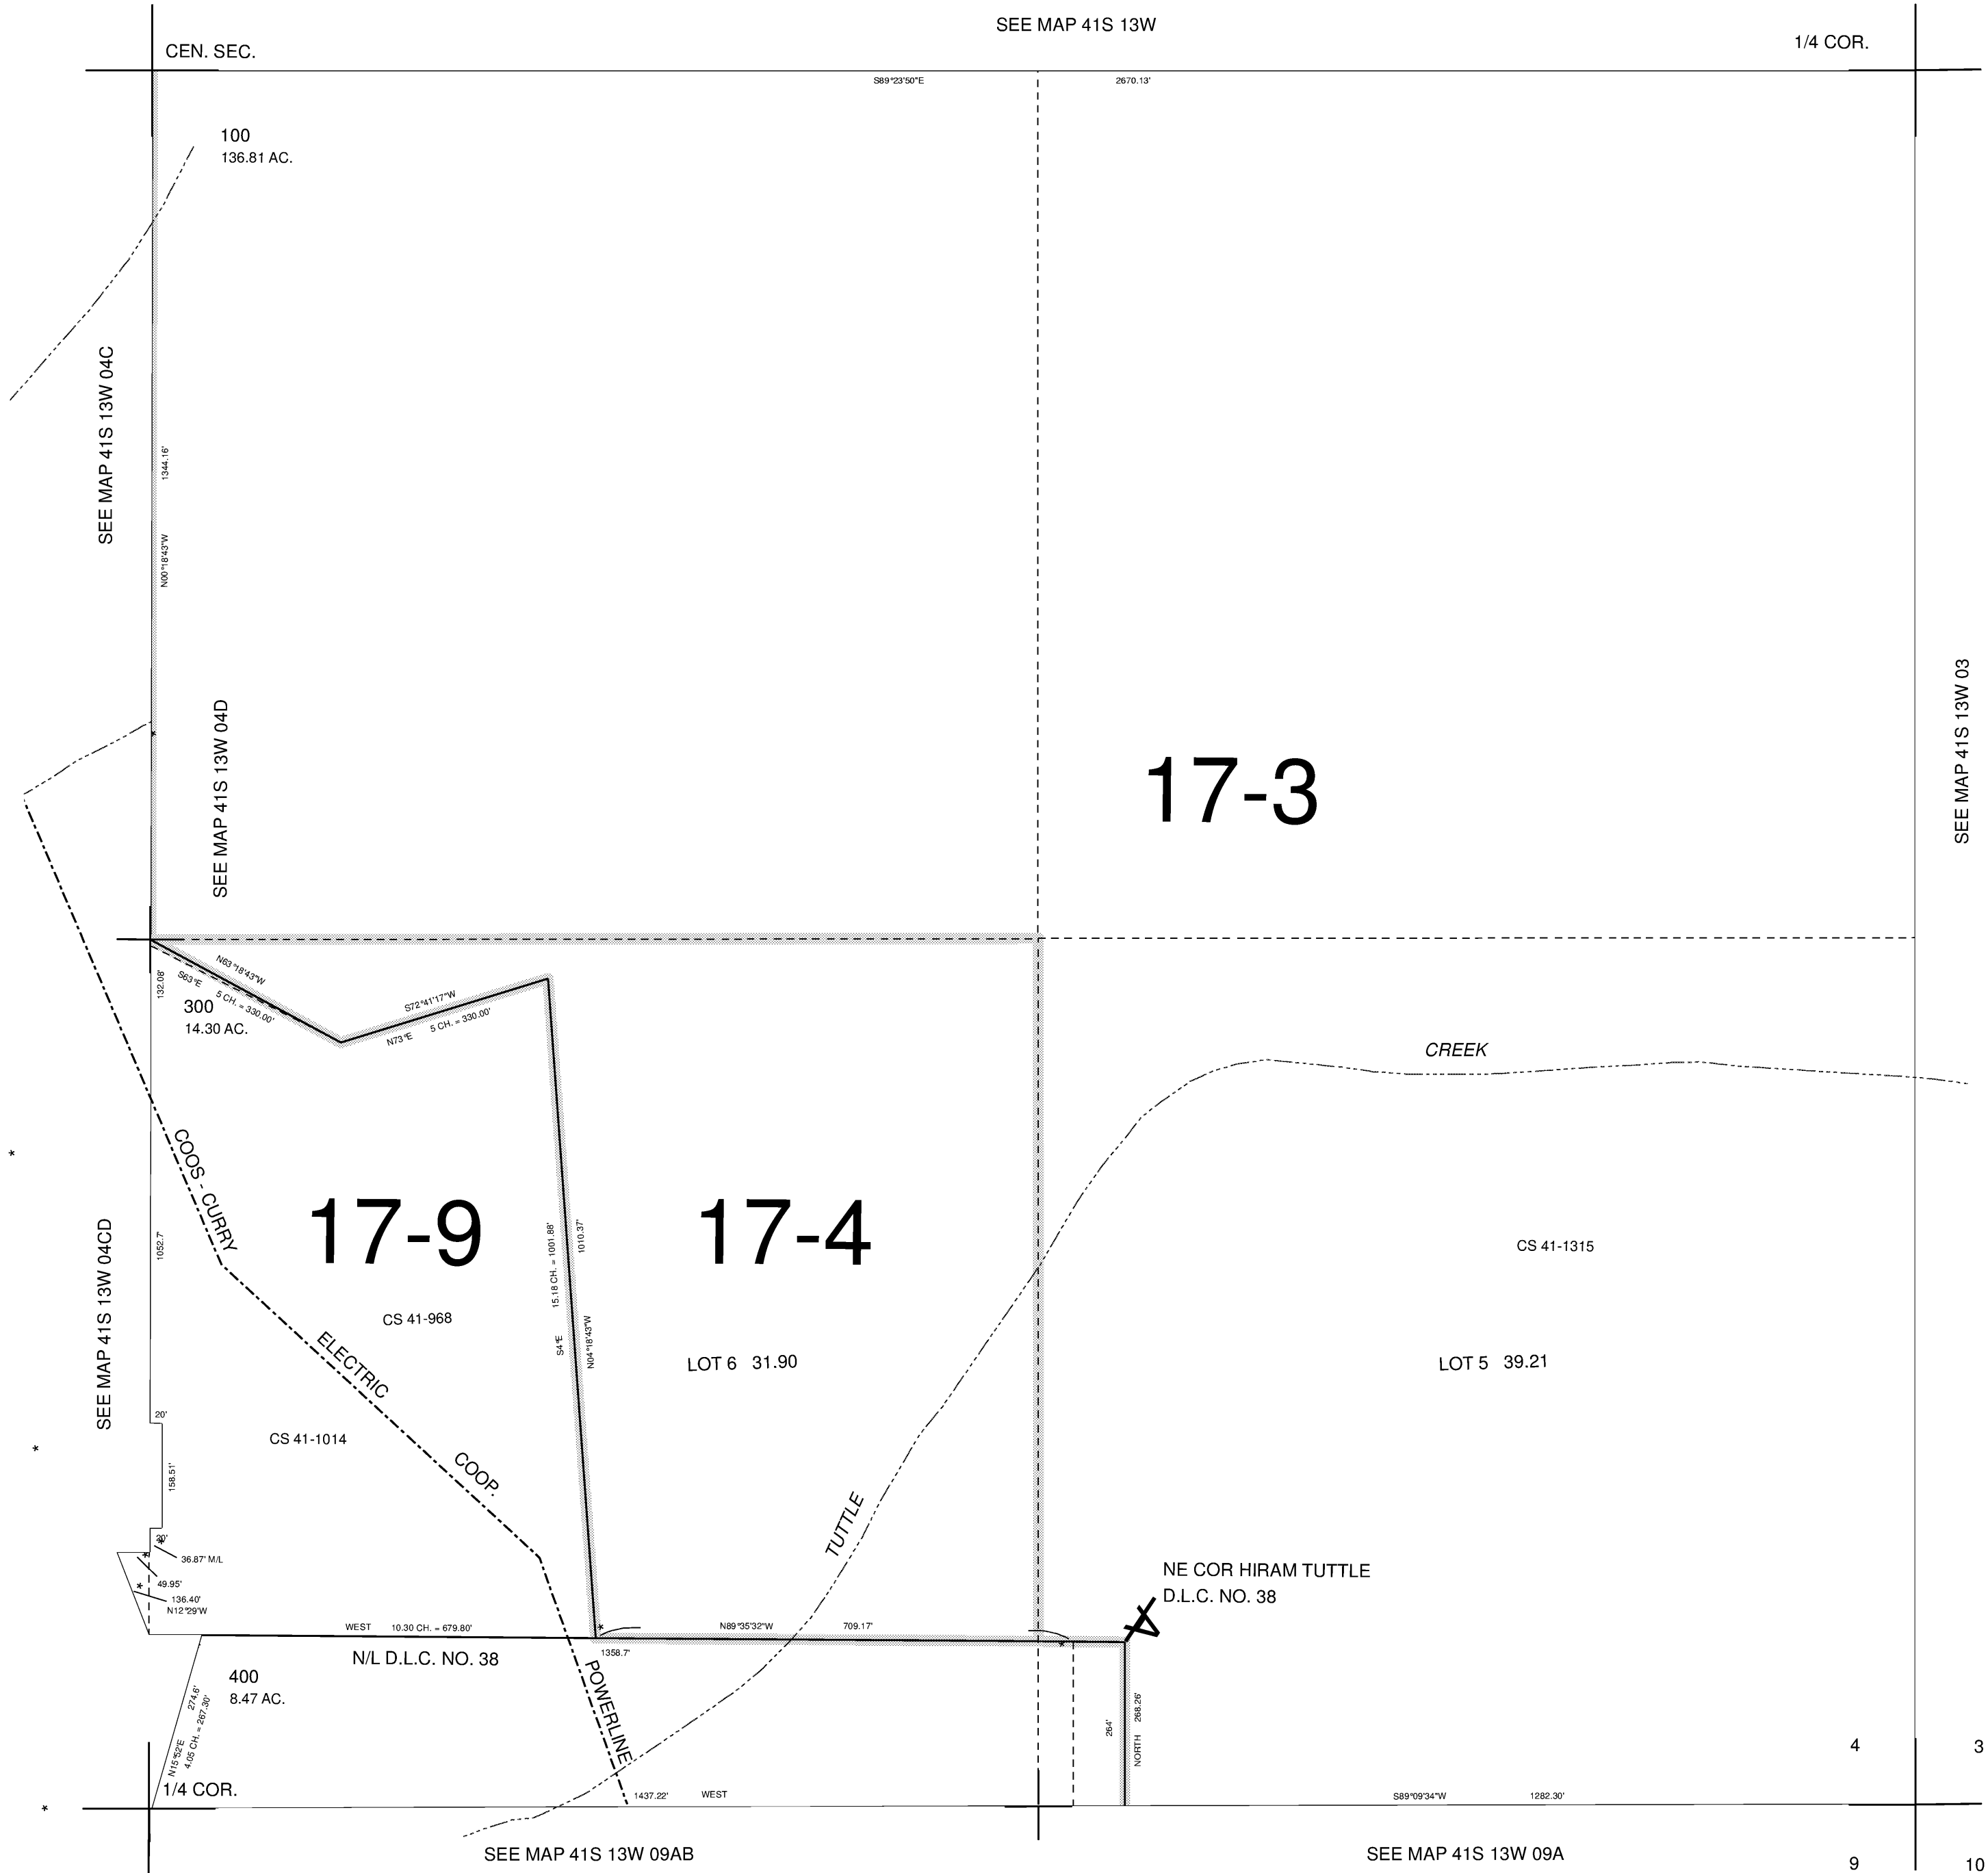 SEE MAP 41S 13W
CEN. SEC.
1/4 COR.
S89°23'50"E 2670.13'
100
136.81 AC.
SEE MAP 41S 13W 04C
1344.16'
N00°18'43"W
SEE MAP 41S 13W 04D
SEE MAP 41S 13W 03
17-3
N63°18'43"W
S63°E 5 CH. = 330.00'
132.08'
300
14.30 AC.
S72°41'17"W
N73°E 5 CH. = 330.00'
CREEK
COOS - CURRY
17-9
17-4
1052.7'
15.18 CH. = 1001.88'
S4°E
1010.37'
N04°18'43"W
CS 41-1315
CS 41-968
ELECTRIC
LOT 6 31.90
LOT 5 39.21
SEE MAP 41S 13W 04CD
20'
CS 41-1014
158.51'
COOP.
TUTTLE
20'
36.87' M/L
49.95'
136.40'
N12°29'W
NE COR HIRAM TUTTLE
D.L.C. NO. 38
WEST 10.30 CH. = 679.80'
N89°35'32"W 709.17'
N/L D.L.C. NO. 38
1358.7'
400
8.47 AC.
274.6'
N15°52'E 4.05 CH. = 267.30'
POWERLINE
264'
NORTH 268.26'
4 3
1/4 COR.
1437.22' WEST
S89°09'34"W 1282.30'
SEE MAP 41S 13W 09AB
SEE MAP 41S 13W 09A
9 10